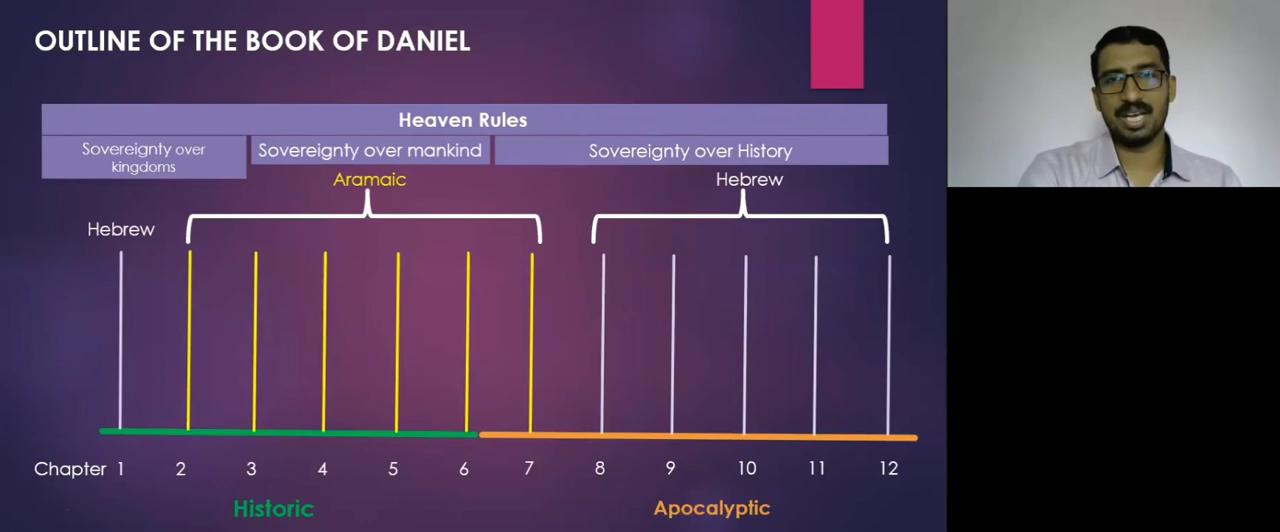 OUTLINE OF THE BOOK OF DANIEL
Heaven Rules
Sovereignty over
kingdoms
Sovereignty over mankind
Sovereignty over History
Aramaic
Hebrew
Hebrew
Chapter 1 2 3 4 5 6 7 8 9 10 11 12
Historic
Apocalyptic